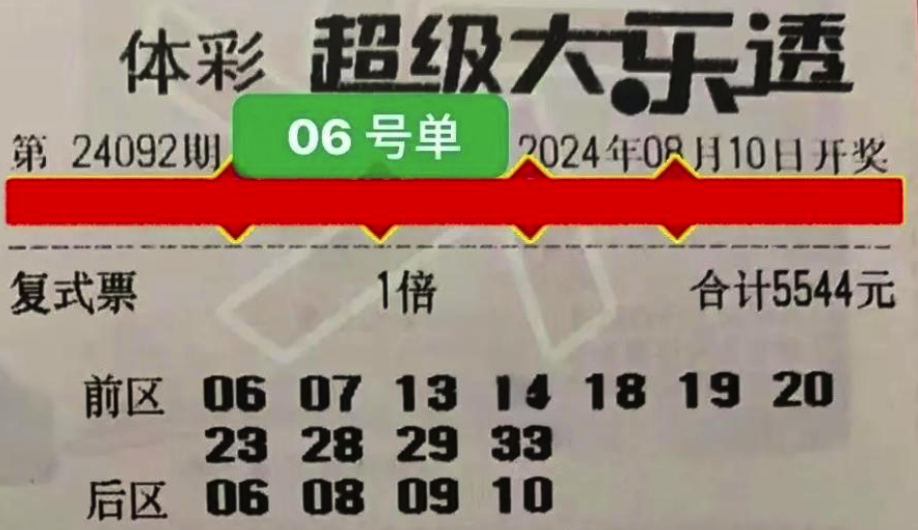 体彩 超级大乐透
第 24092期 06 号单 2024年08月10日开奖
复式票 1倍 合计5544元
前区 06 07 13 14 18 19 20
23 28 29 33
后区 06 08 09 10